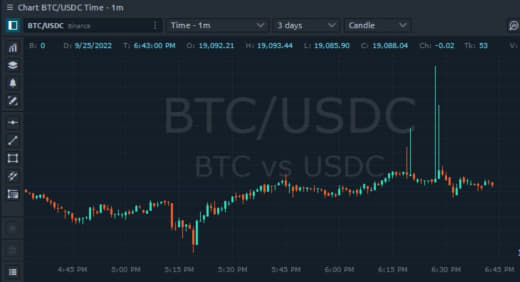 Chart BTC/USDC Time - 1m
BTC/USDC Binance Time - 1m 3 days Candle
B: 0 D: 9/25/2022 T: 6:43:00 PM O: 19,092.21 H: 19,093.44 L: 19,085.90 C: 19,088.04 Ch: -0.02 Tk: 53 V:
BTC/USDC
BTC vs USDC
4:45 PM 5:00 PM 5:15 PM 5:30 PM 5:45 PM 6:00 PM 6:15 PM 6:30 PM 6:45 PM